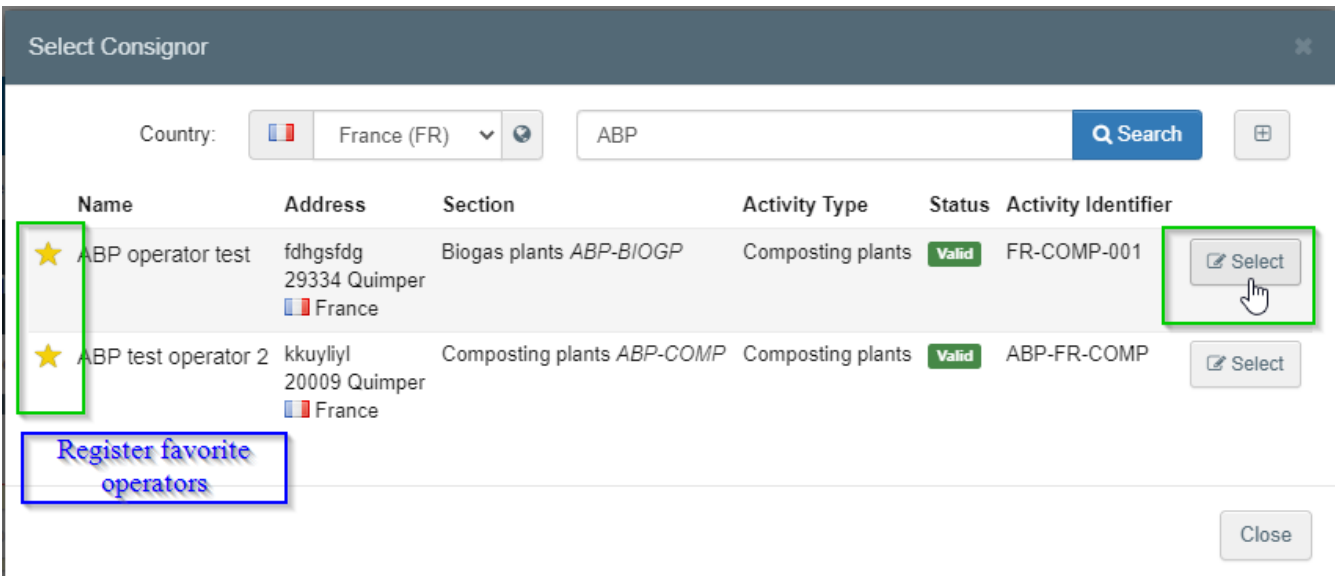 Select Consignor
Country: France (FR) ABP Search
Name Address Section Activity Type Status Activity Identifier
ABP operator test fdhgsfdg Biogas plants ABP-BIOGP Composting plants Valid FR-COMP-001 Select
29334 Quimper
France
ABP test operator 2 kkuyliyl Composting plants ABP-COMP Composting plants Valid ABP-FR-COMP Select
20009 Quimper
France
Register favorite
operators
Close